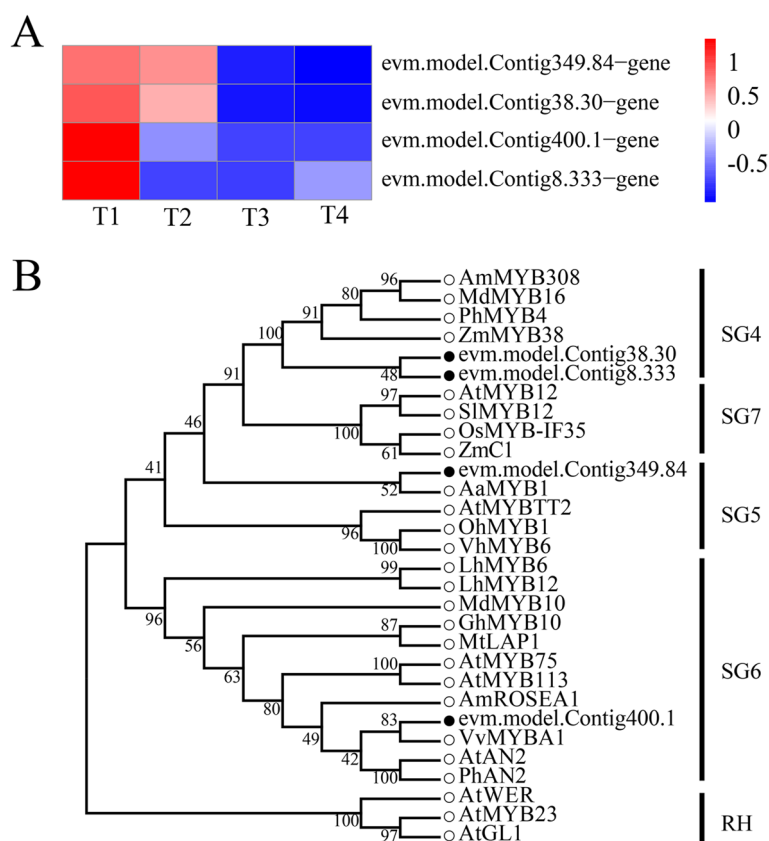 A
evm.model.Contig349.84−gene
evm.model.Contig38.30−gene
evm.model.Contig400.1−gene
evm.model.Contig8.333−gene
T1 T2 T3 T4
1
0.5
0
-0.5
B
96 AmMYB308
80 MdMYB16
91 PhMYB4
100 ZmMYB38
evm.model.Contig38.30
48 evm.model.Contig8.333
SG4
91
97 AtMYB12
SlMYB12
100 OsMYB-IF35
61 ZmC1
SG7
46
evm.model.Contig349.84
52 AaMYB1
41
AtMYBTT2
96 OhMYB1
100 VhMYB6
SG5
99 LhMYB6
LhMYB12
96 MdMYB10
56
87 GhMYB10
MtLAP1
63
100 AtMYB75
AtMYB113
80 AmROSEA1
49
83 evm.model.Contig400.1
VvMYBA1
42 AtAN2
100 PhAN2
SG6
AtWER
100 AtMYB23
97 AtGL1
RH